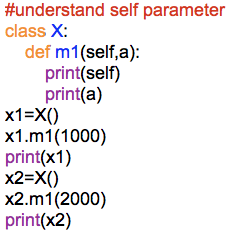 #understand self parameter
class X:
    def m1(self,a):
        print(self)
        print(a)
x1=X()
x1.m1(1000)
print(x1)
x2=X()
x2.m1(2000)
print(x2)